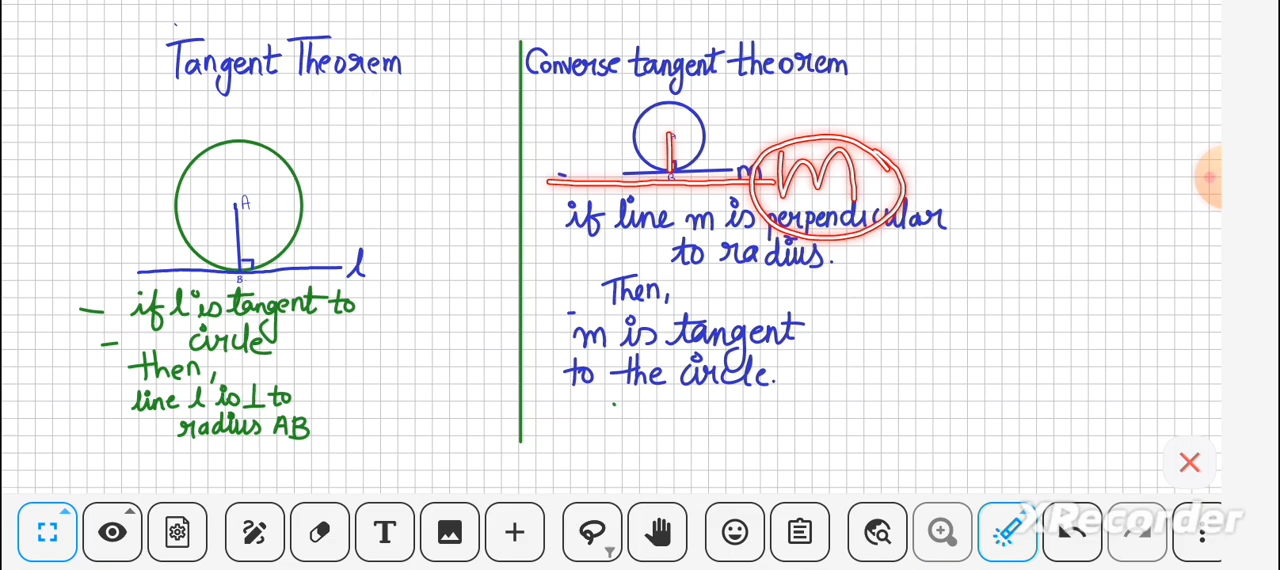 Tangent Theorem
A
B
l
- if l is tangent to
- circle
then,
line l is ⊥ to
radius AB
Converse tangent theorem
A
B
m
m
if line m is perpendicular
to radius.
Then,
m is tangent
to the circle.
T
XRecorder